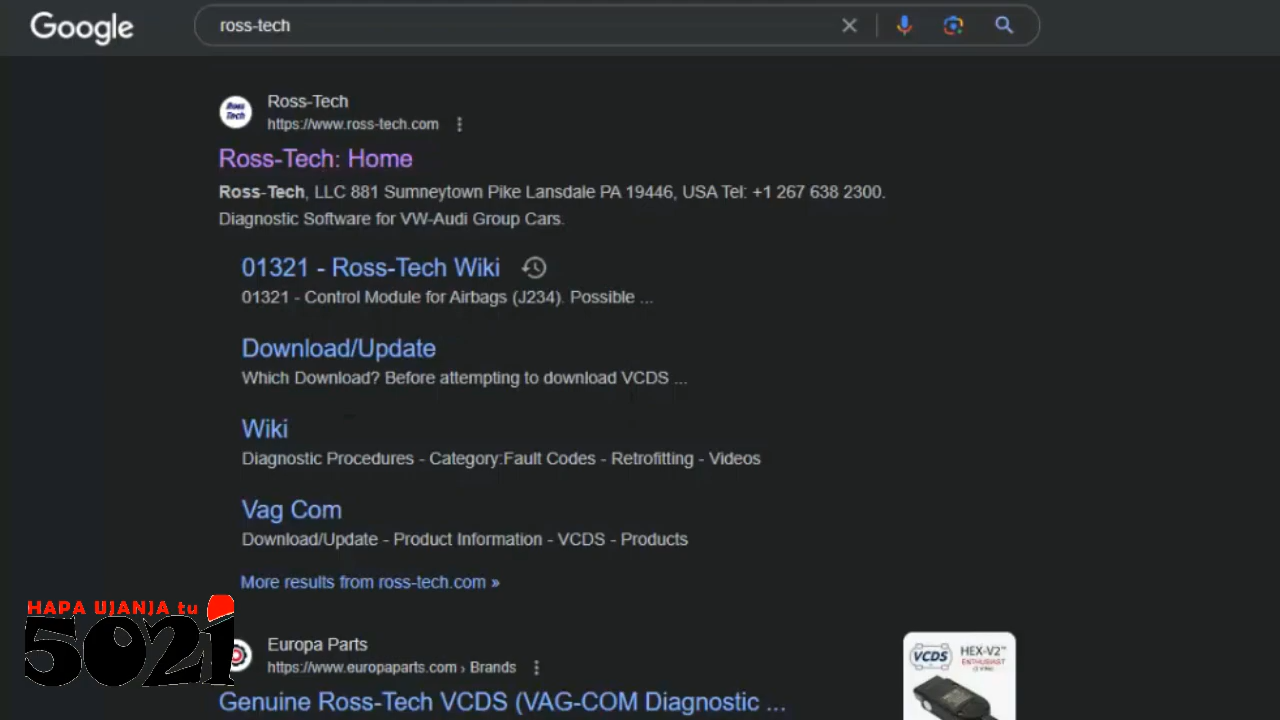 Google
ross-tech
Ross-Tech
https://www.ross-tech.com
Ross Tech
Ross-Tech: Home
Ross-Tech, LLC 881 Sumneytown Pike Lansdale PA 19446, USA Tel: +1 267 638 2300.
Diagnostic Software for VW-Audi Group Cars.
01321 - Ross-Tech Wiki
01321 - Control Module for Airbags (J234). Possible ...
Download/Update
Which Download? Before attempting to download VCDS ...
Wiki
Diagnostic Procedures - Category:Fault Codes - Retrofitting - Videos
Vag Com
Download/Update - Product Information - VCDS - Products
More results from ross-tech.com »
HAPA UJANJA tu
5021
Europa Parts
https://www.europaparts.com › Brands
Genuine Ross-Tech VCDS (VAG-COM Diagnostic ...
VCDS
HEX-V2™
ENTHUSIAST